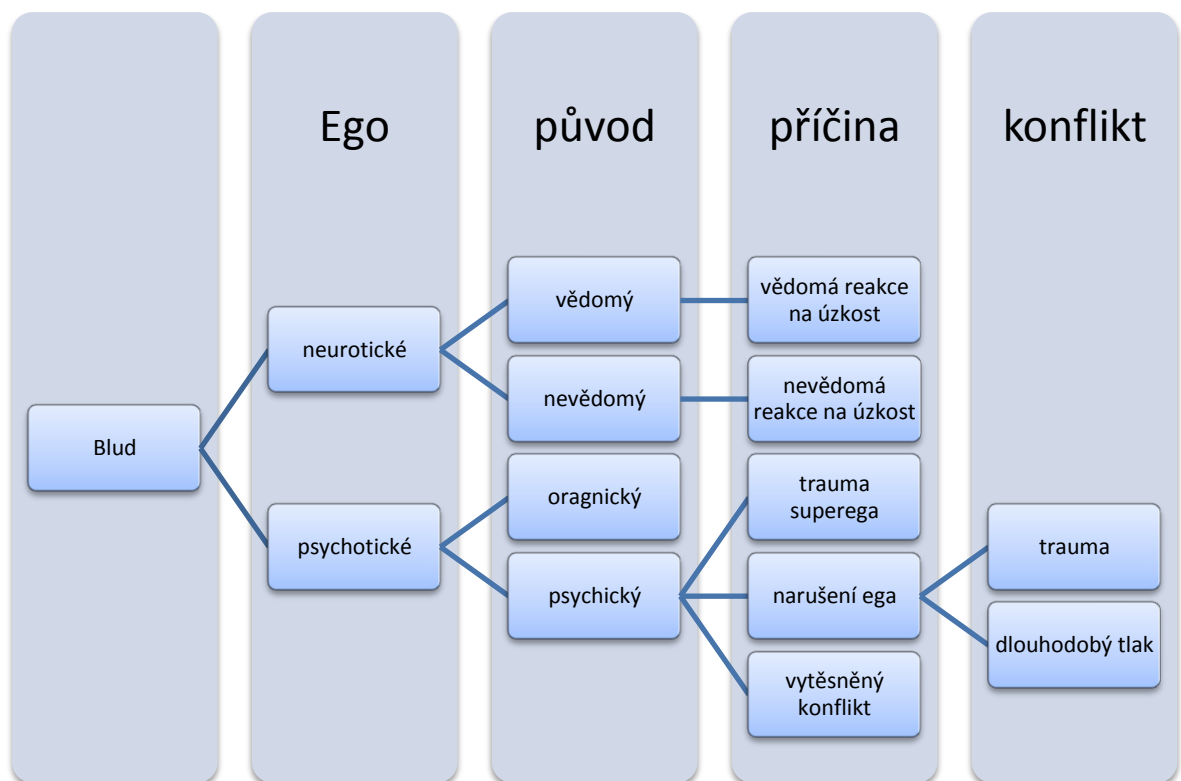 Ego
původ
příčina
konflikt
Blud
neurotické
psychotické
vědomý
nevědomý
oragnický
psychický
vědomá reakce
na úzkost
nevědomá
reakce na úzkost
trauma
superega
narušení ega
vytěsněný
konflikt
trauma
dlouhodobý tlak